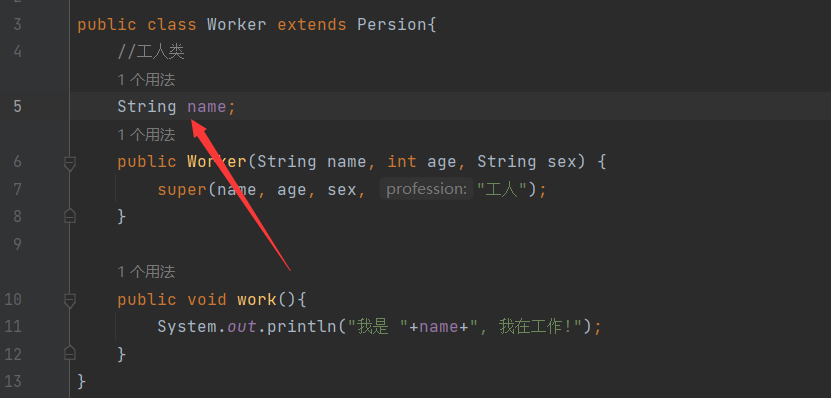 3 public class Worker extends Persion{
4 //工人类
1 个用法
5 String name;
1 个用法
6 public Worker(String name, int age, String sex) {
7 super(name, age, sex, profession: "工人");
8 }
9
1 个用法
10 public void work(){
11 System.out.println("我是 "+name+", 我在工作!");
12 }
13 }